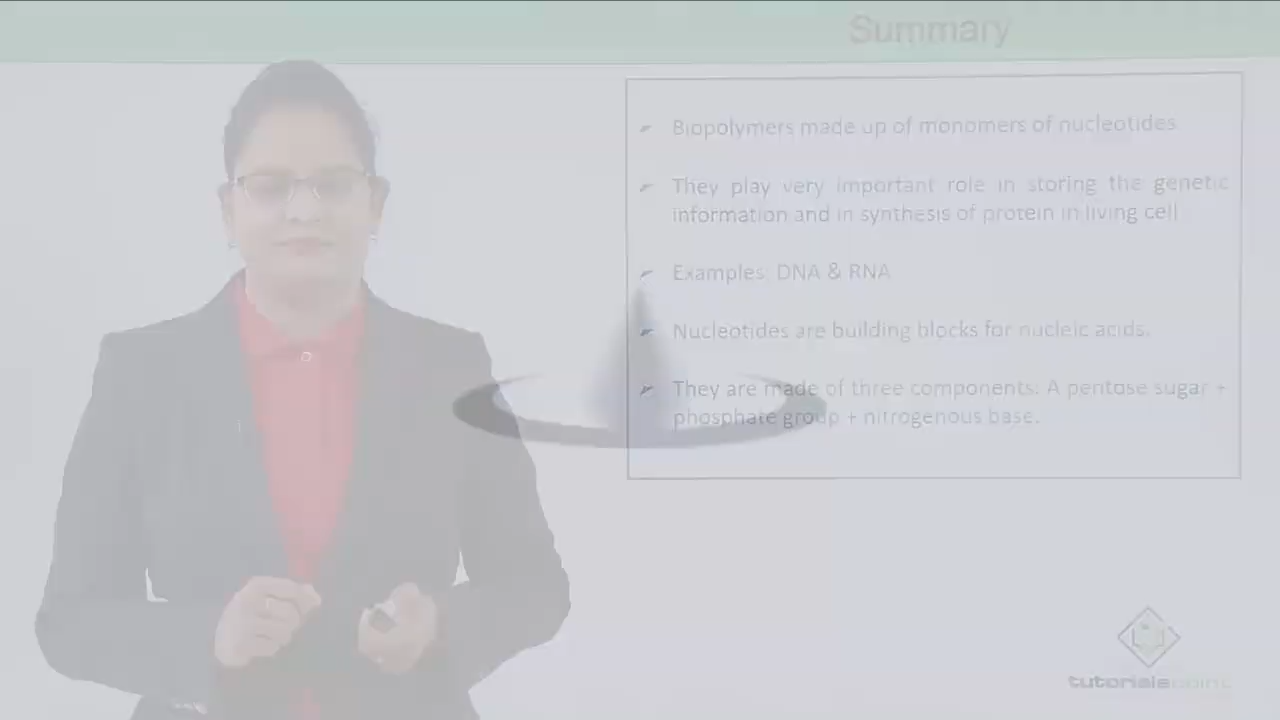 Summary
Biopolymers made up of monomers of nucleotides.
They play very important role in storing the genetic
information and in synthesis of protein in living cell
Examples: DNA & RNA
Nucleotides are building blocks for nucleic acids.
They are made of three components: A pentose sugar +
phosphate group + nitrogenous base.
tutorialspoint